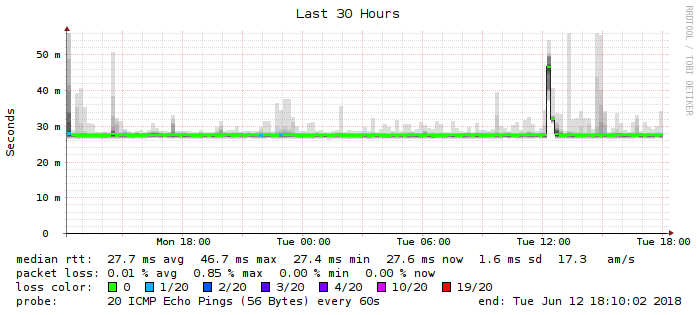 Last 30 Hours
RRDTOOL / TOBI OETIKER
Seconds
50 m
40 m
30 m
20 m
10 m
0
Mon 18:00 Tue 00:00 Tue 06:00 Tue 12:00 Tue 18:00
median rtt: 27.7 ms avg 46.7 ms max 27.4 ms min 27.6 ms now 1.6 ms sd 17.3 am/s
packet loss: 0.01 % avg 0.85 % max 0.00 % min 0.00 % now
loss color: 0 1/20 2/20 3/20 4/20 10/20 19/20
probe: 20 ICMP Echo Pings (56 Bytes) every 60s end: Tue Jun 12 18:10:02 2018